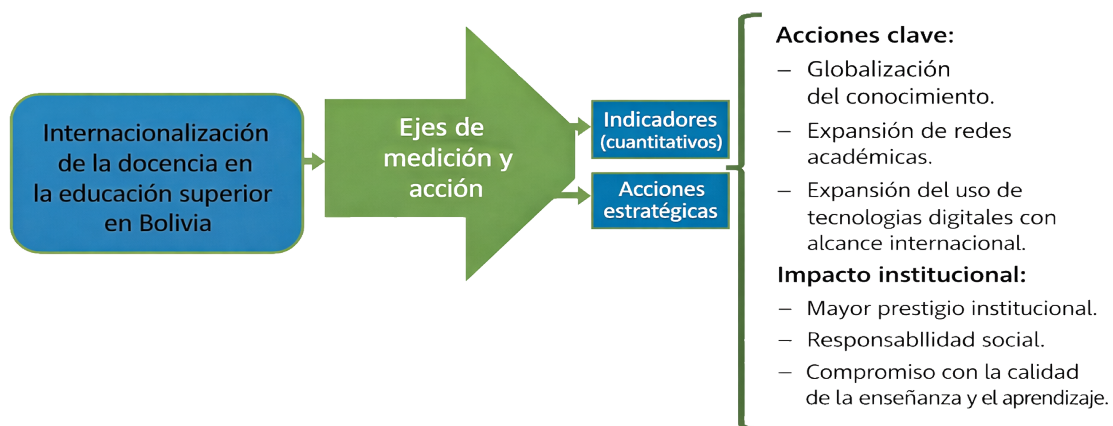 Internacionalización
de la docencia en
la educación superior
en Bolivia
Ejes de
medición y
acción
Indicadores
(cuantitativos)
Acciones
estratégicas
Acciones clave:
– Globalización
del conocimiento.
– Expansión de redes
académicas.
– Expansión del uso de
tecnologias digitales con
alcance internacional.
Impacto institucional:
– Mayor prestigio institucional.
– Responsabllidad social.
– Compromiso con la calidad
de la enseñanza y el aprendizaje.